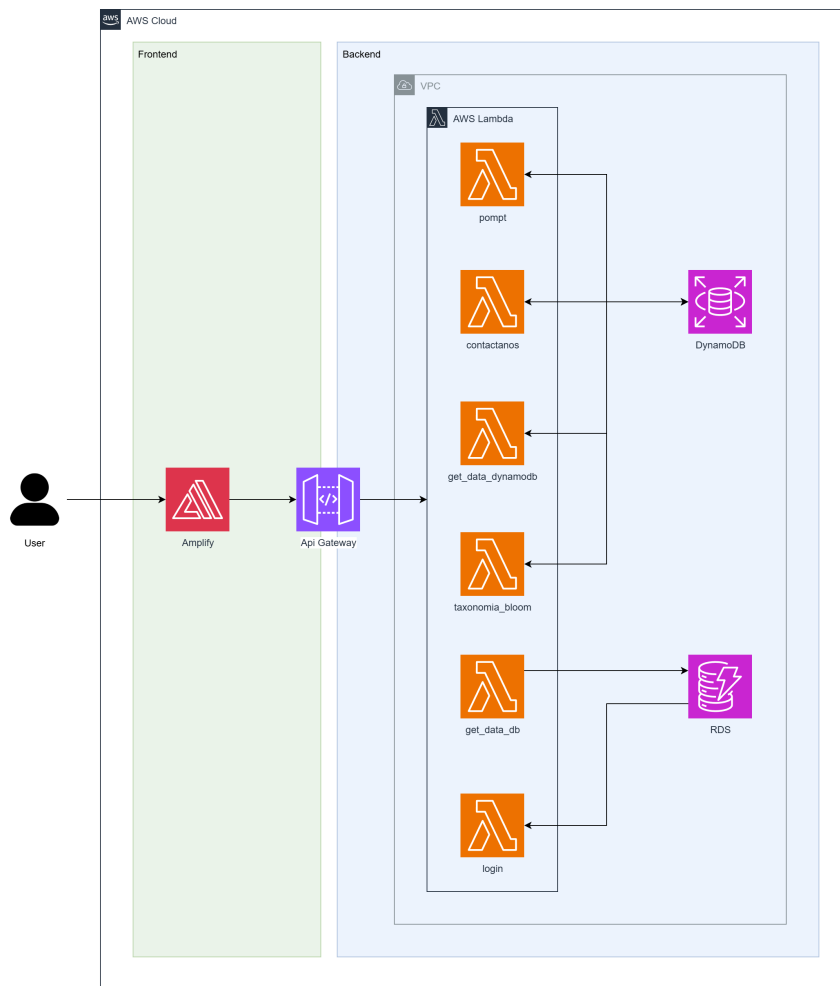 aws
AWS Cloud
Frontend
Backend
VPC
AWS Lambda
pompt
contactanos
DynamoDB
get_data_dynamodb
</>
User
Amplify
Api Gateway
taxonomia_bloom
get_data_db
RDS
login